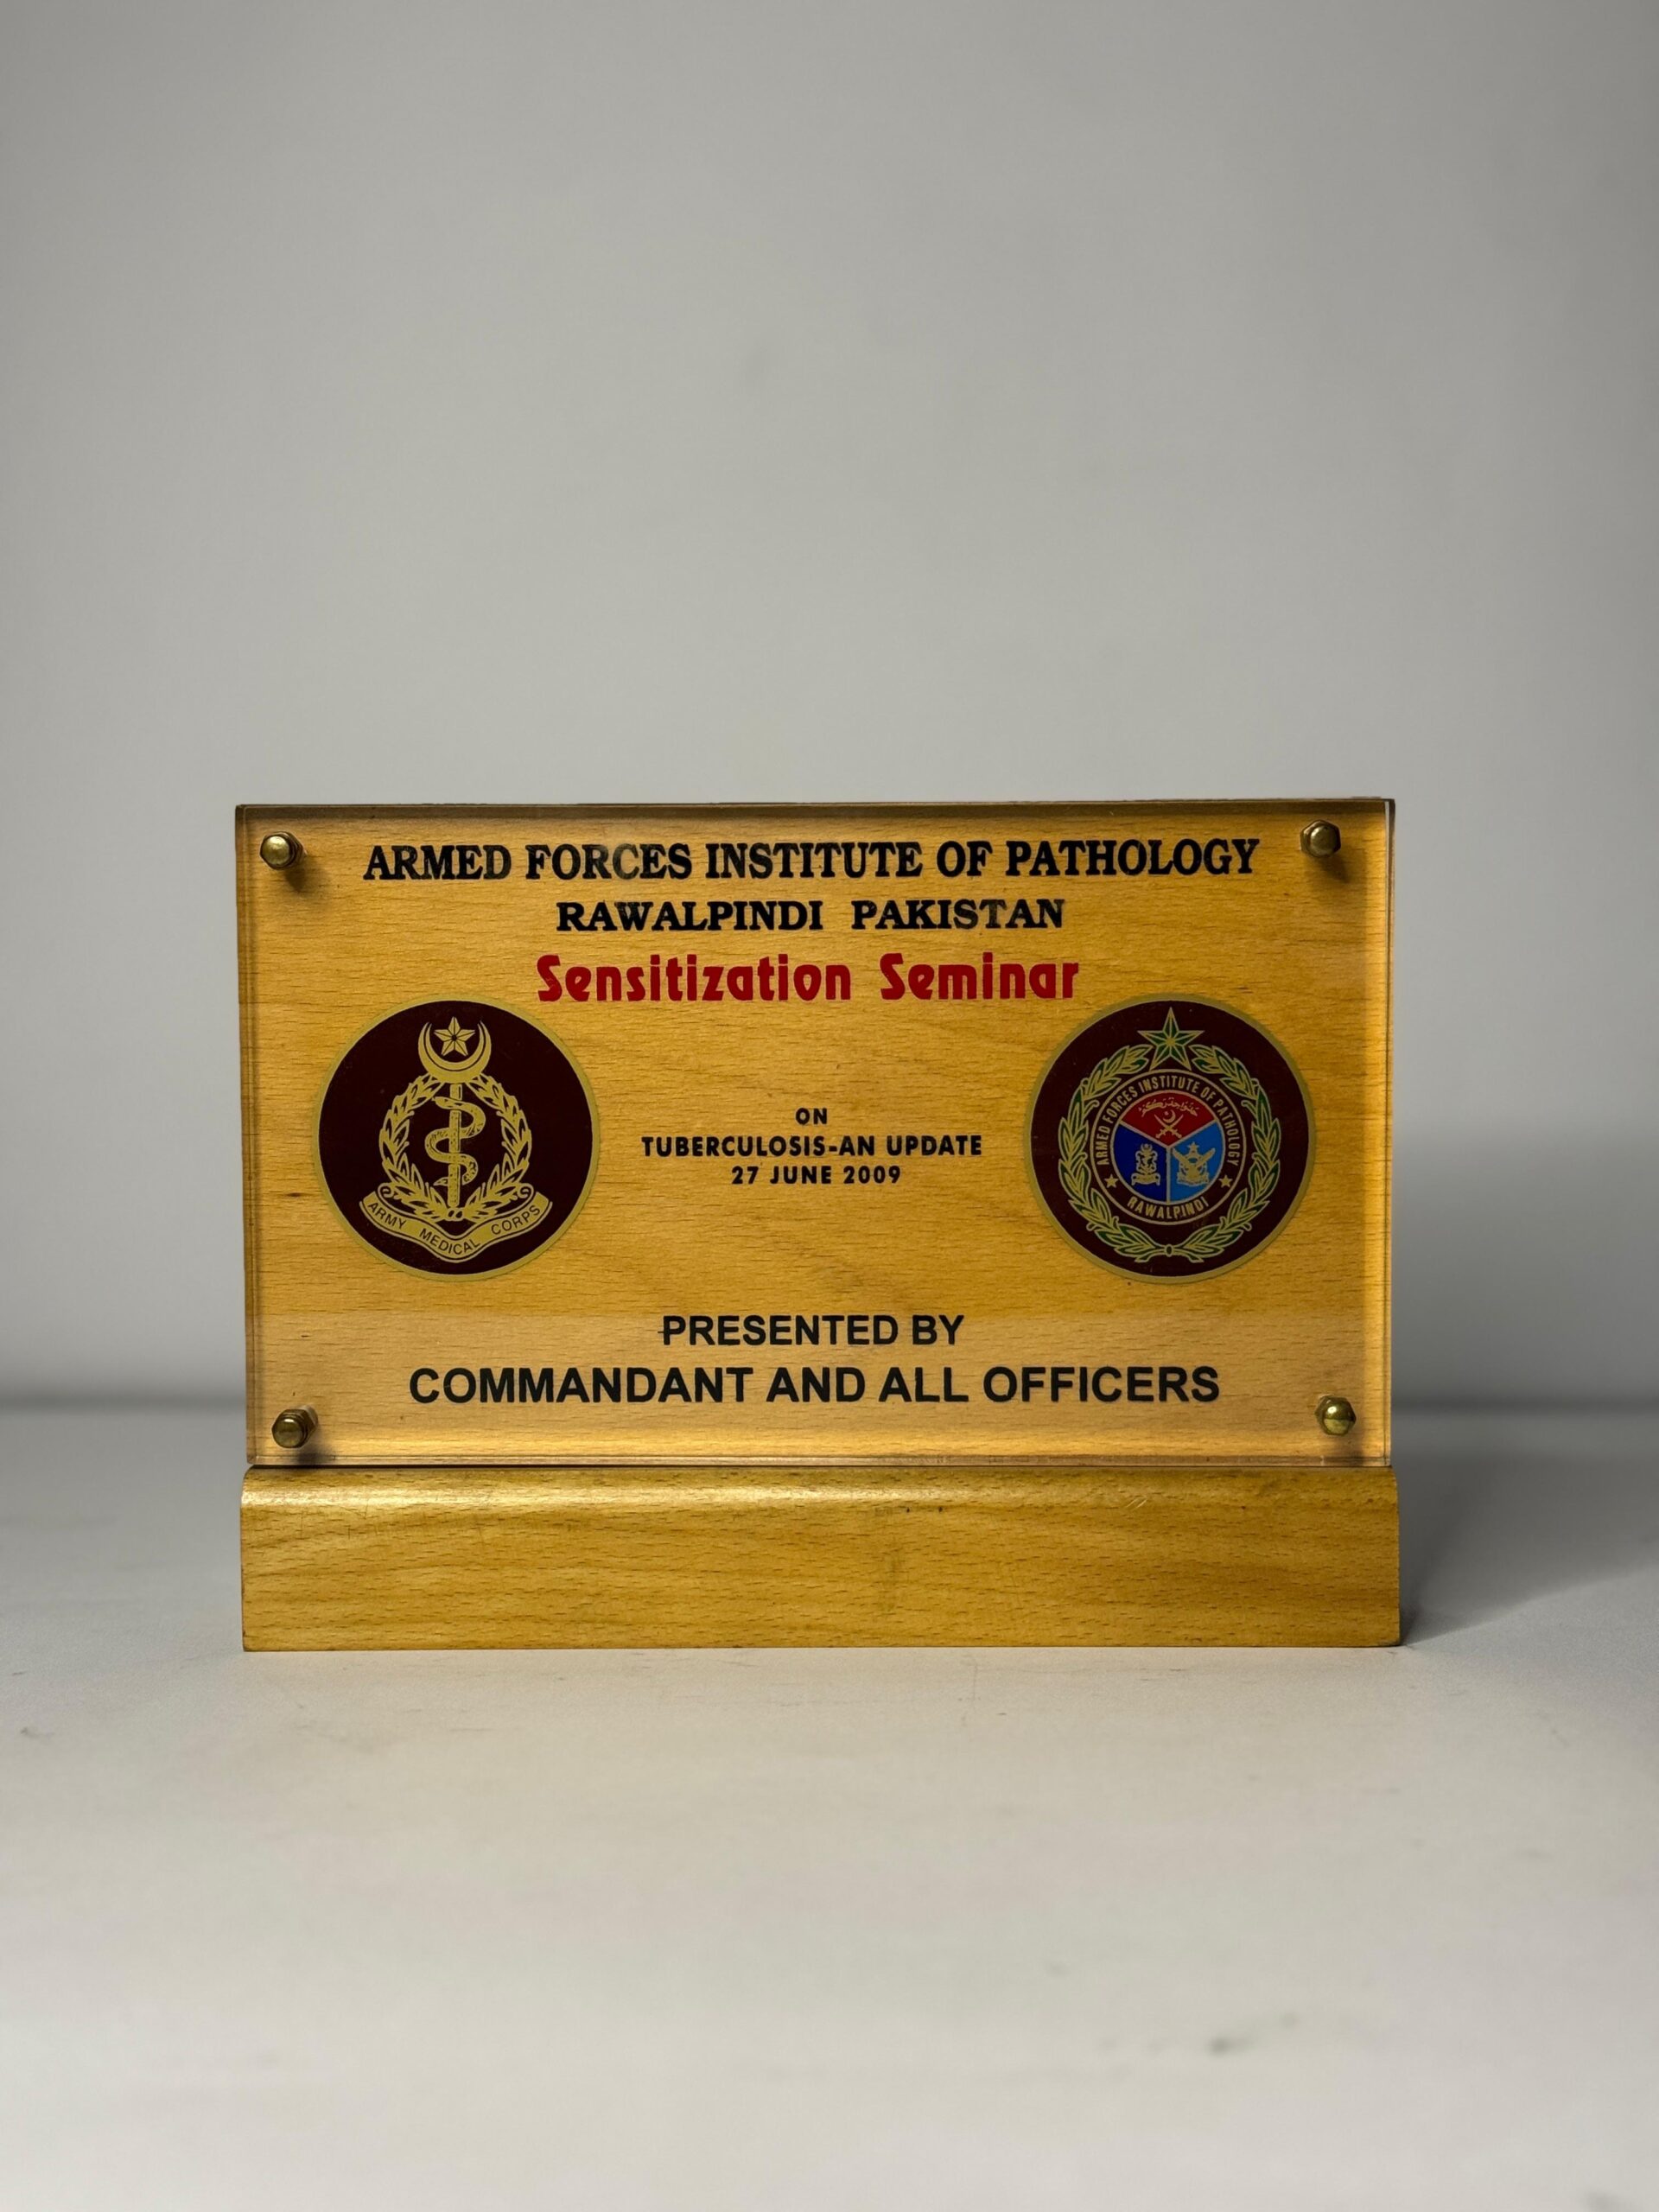 ARMED FORCES INSTITUTE OF PATHOLOGY
RAWALPINDI PAKISTAN
Sensitization Seminar
ARMY MEDICAL CORPS
ON
TUBERCULOSIS-AN UPDATE
27 JUNE 2009
ARMED FORCES INSTITUTE OF PATHOLOGY
RAWALPINDI
PRESENTED BY
COMMANDANT AND ALL OFFICERS